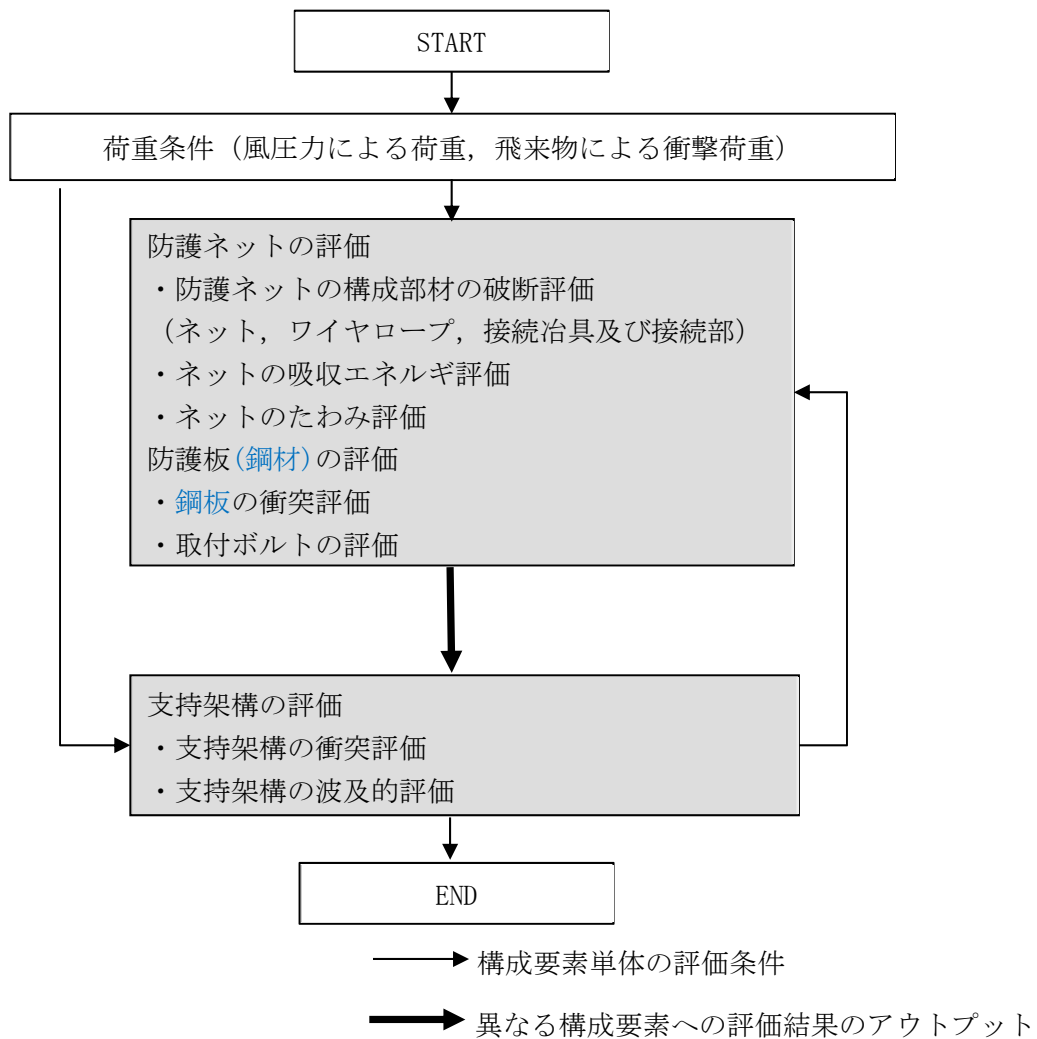 START
荷重条件（風圧力による荷重，飛来物による衝撃荷重）
防護ネットの評価
・防護ネットの構成部材の破断評価
（ネット，ワイヤロープ，接続冶具及び接続部）
・ネットの吸収エネルギ評価
・ネットのたわみ評価
防護板(鋼材)の評価
・鋼板の衝突評価
・取付ボルトの評価
支持架構の評価
・支持架構の衝突評価
・支持架構の波及的評価
END
構成要素単体の評価条件
異なる構成要素への評価結果のアウトプット